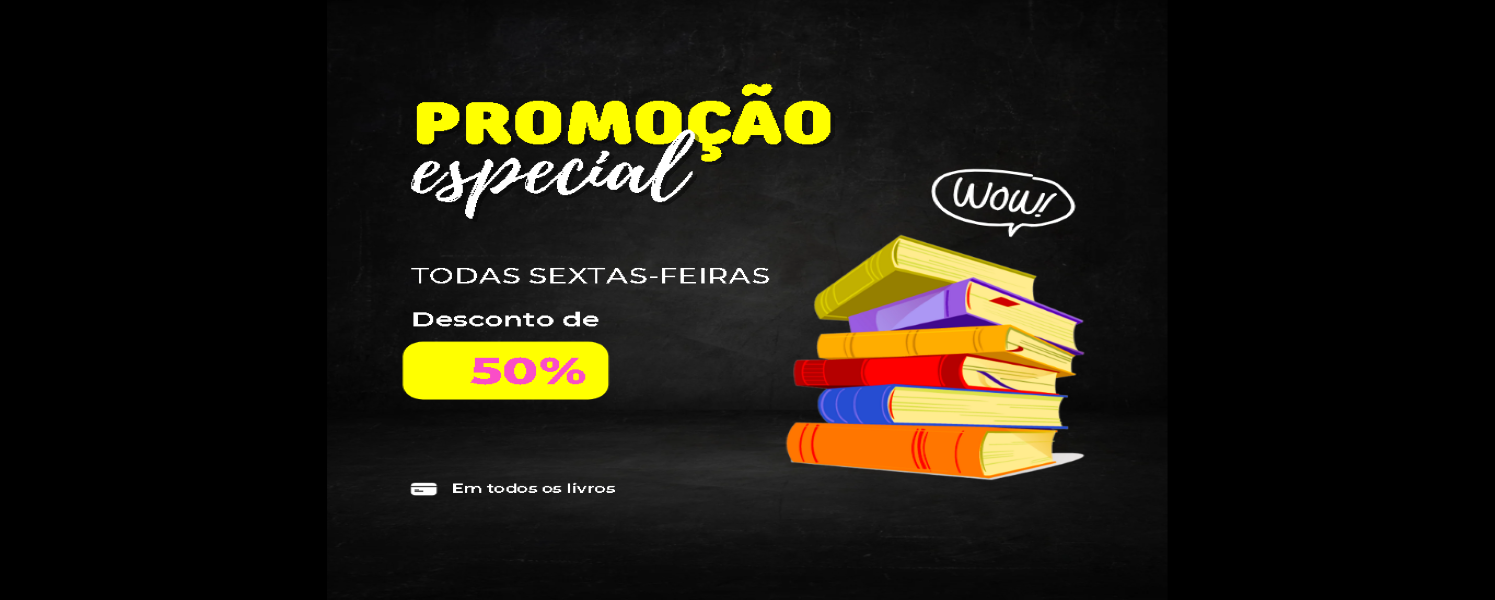 PROMOÇÃO
especial
Wow!
TODAS SEXTAS-FEIRAS
Desconto de
50%
Em todos os livros